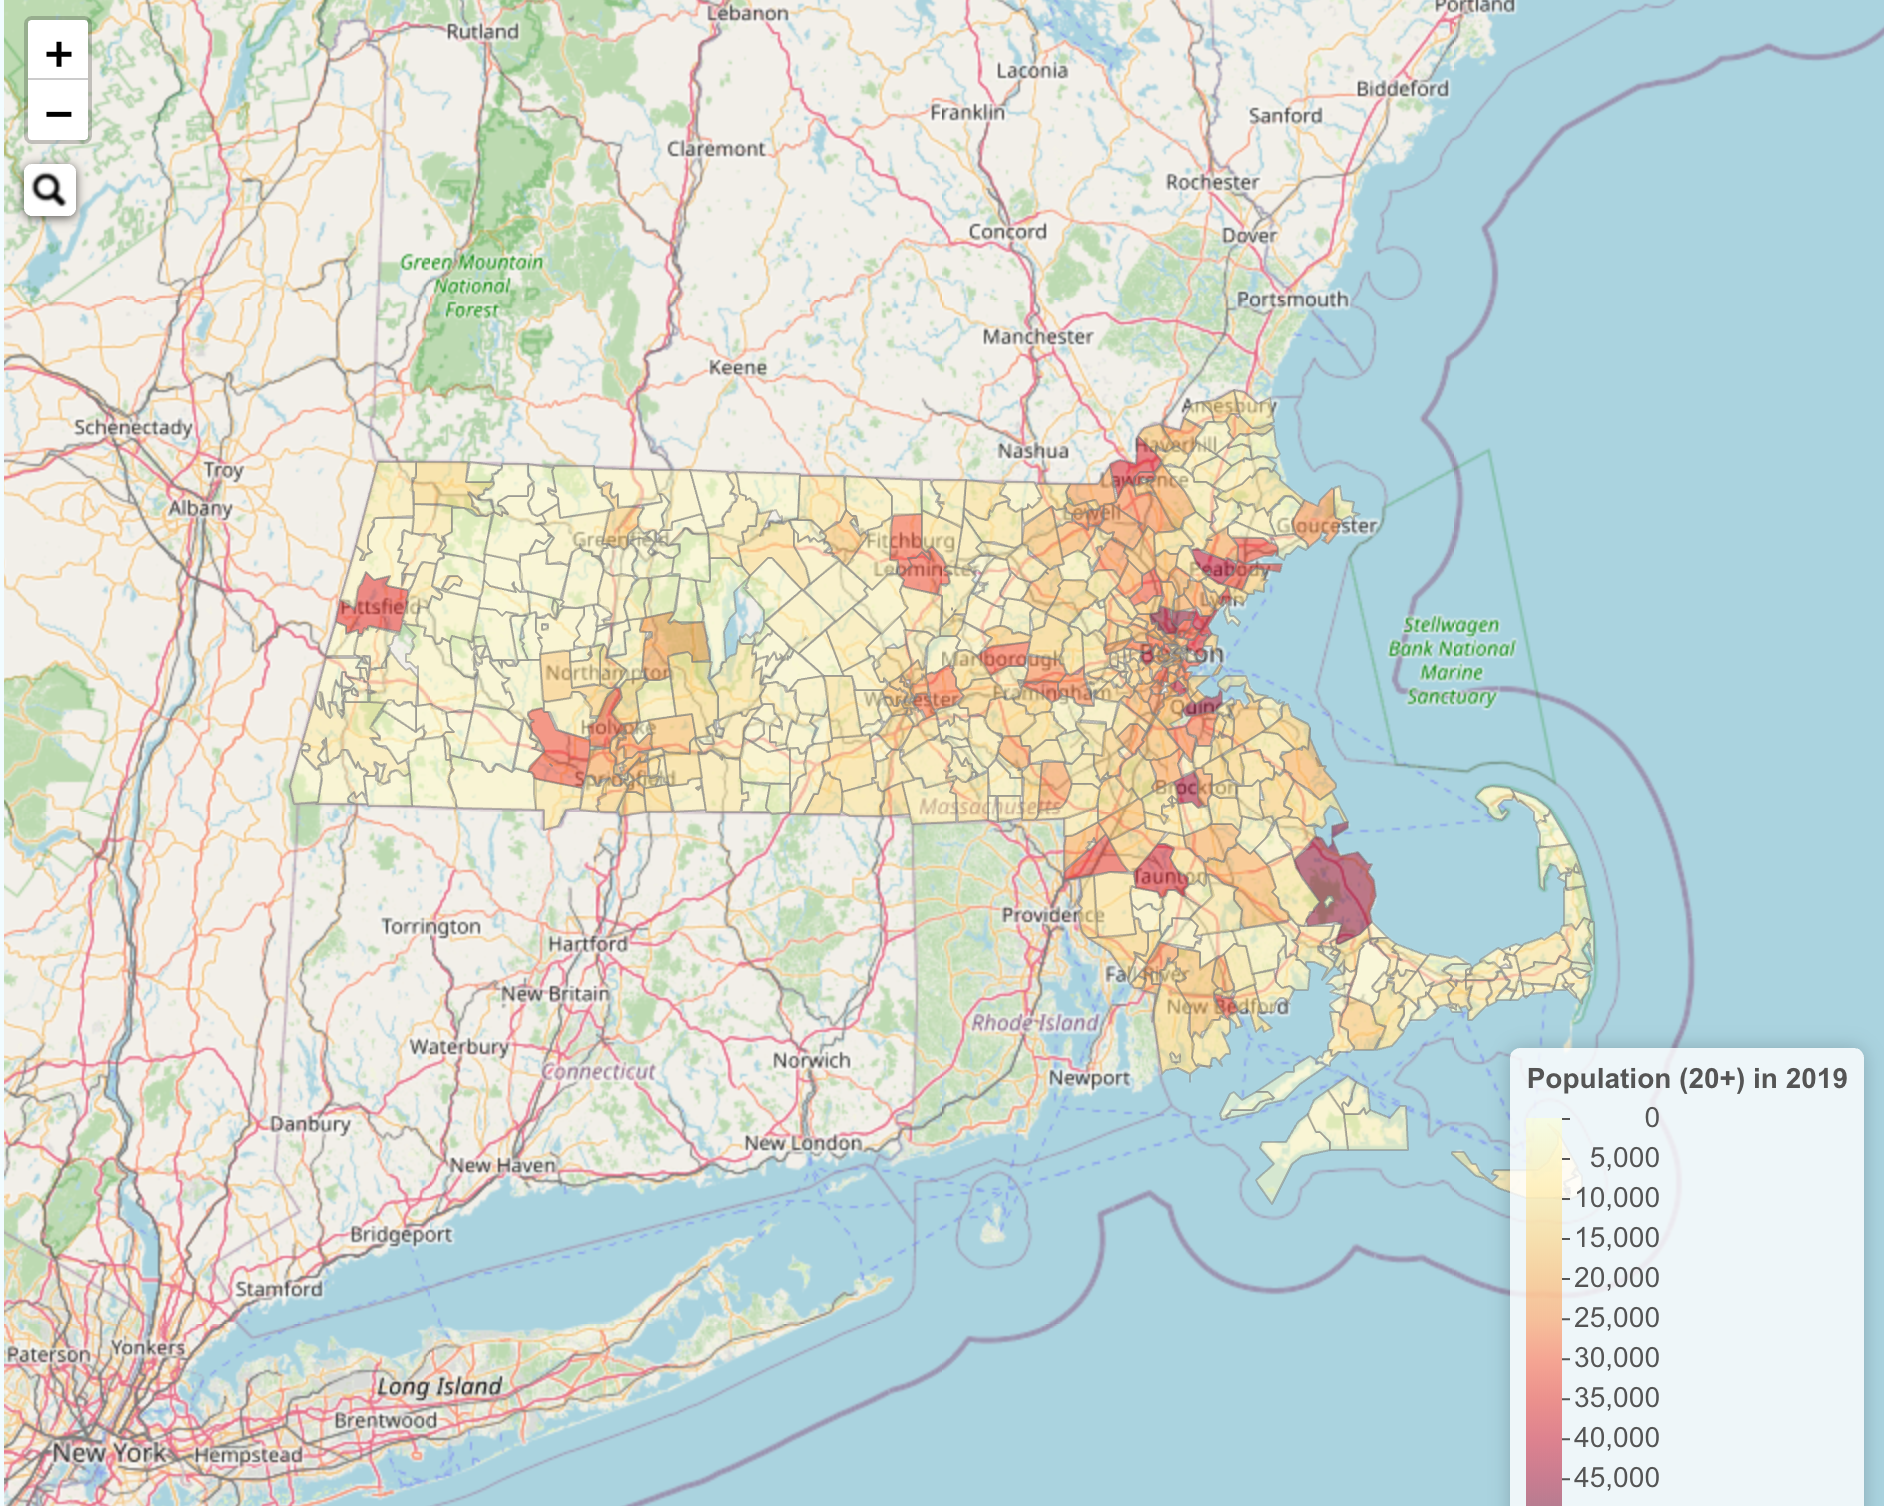 +
−
Lebanon
Portland
Rutland
Laconia
Biddeford
Franklin
Sanford
Claremont
Rochester
Concord
Dover
Green Mountain
National
Forest
Portsmouth
Manchester
Keene
Schenectady
Amesbury
Haverhill
Nashua
Troy
Lawrence
Albany
Lowell
Gloucester
Greenfield
Fitchburg
Leominster
Peabody
Lynn
Pittsfield
Stellwagen
Bank National
Marine
Sanctuary
Boston
Marlborough
Northampton
Framingham
Worcester
Quincy
Holyoke
Springfield
Brockton
Massachusetts
Taunton
Providence
Torrington
Hartford
Fall River
New Britain
New Bedford
Rhode Island
Waterbury
Norwich
Connecticut
Newport
Danbury
New London
New Haven
Bridgeport
Stamford
Yonkers
Paterson
Long Island
Brentwood
New York
Hempstead
Population (20+) in 2019
0
5,000
10,000
15,000
20,000
25,000
30,000
35,000
40,000
45,000